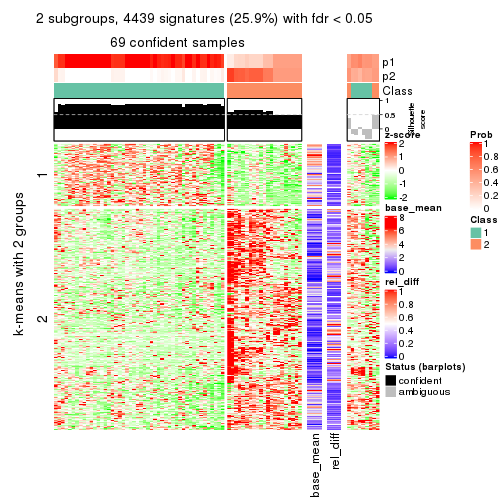 2 subgroups, 4439 signatures (25.9%) with fdr < 0.05
69 confident samples
p1
p2
Class
1
0.5
0
Silhouette
score
k-means with 2 groups
1
2
base_mean
rel_diff
z-score
2
1
0
-1
-2
base_mean
8
6
4
2
0
rel_diff
1
0.8
0.6
0.4
0.2
0
Status (barplots)
confident
ambiguous
Prob
1
0.8
0.6
0.4
0.2
0
Class
1
2